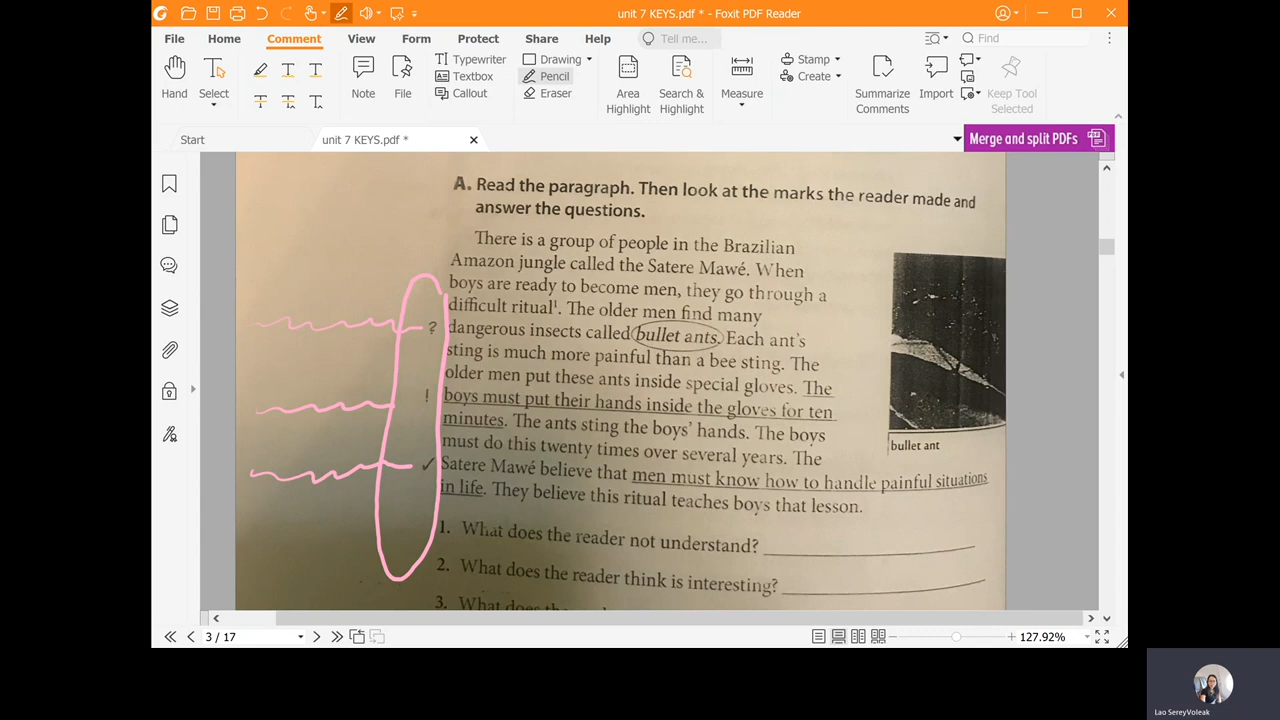 unit 7 KEYS.pdf * - Foxit PDF Reader
File Home Comment View Form Protect Share Help Tell me... Find
Hand Select Note File
Typewriter
Textbox
Callout
Drawing
Pencil
Eraser
Area Highlight
Search & Highlight
Measure
Stamp
Create
Summarize Comments
Import
Keep Tool Selected
Start unit 7 KEYS.pdf * Merge and split PDFs
A. Read the paragraph. Then look at the marks the reader made and
answer the questions.
There is a group of people in the Brazilian
Amazon jungle called the Satere Mawé. When
boys are ready to become men, they go through a
difficult ritual¹. The older men find many
? dangerous insects called bullet ants. Each ant's
sting is much more painful than a bee sting. The
older men put these ants inside special gloves. The
! boys must put their hands inside the gloves for ten
minutes. The ants sting the boys' hands. The boys
must do this twenty times over several years. The
✓ Satere Mawé believe that men must know how to handle painful situations
in life. They believe this ritual teaches boys that lesson.
bullet ant
1. What does the reader not understand?
2. What does the reader think is interesting?
3. What does the
3 / 17
127.92%
Lao SereyVoleak